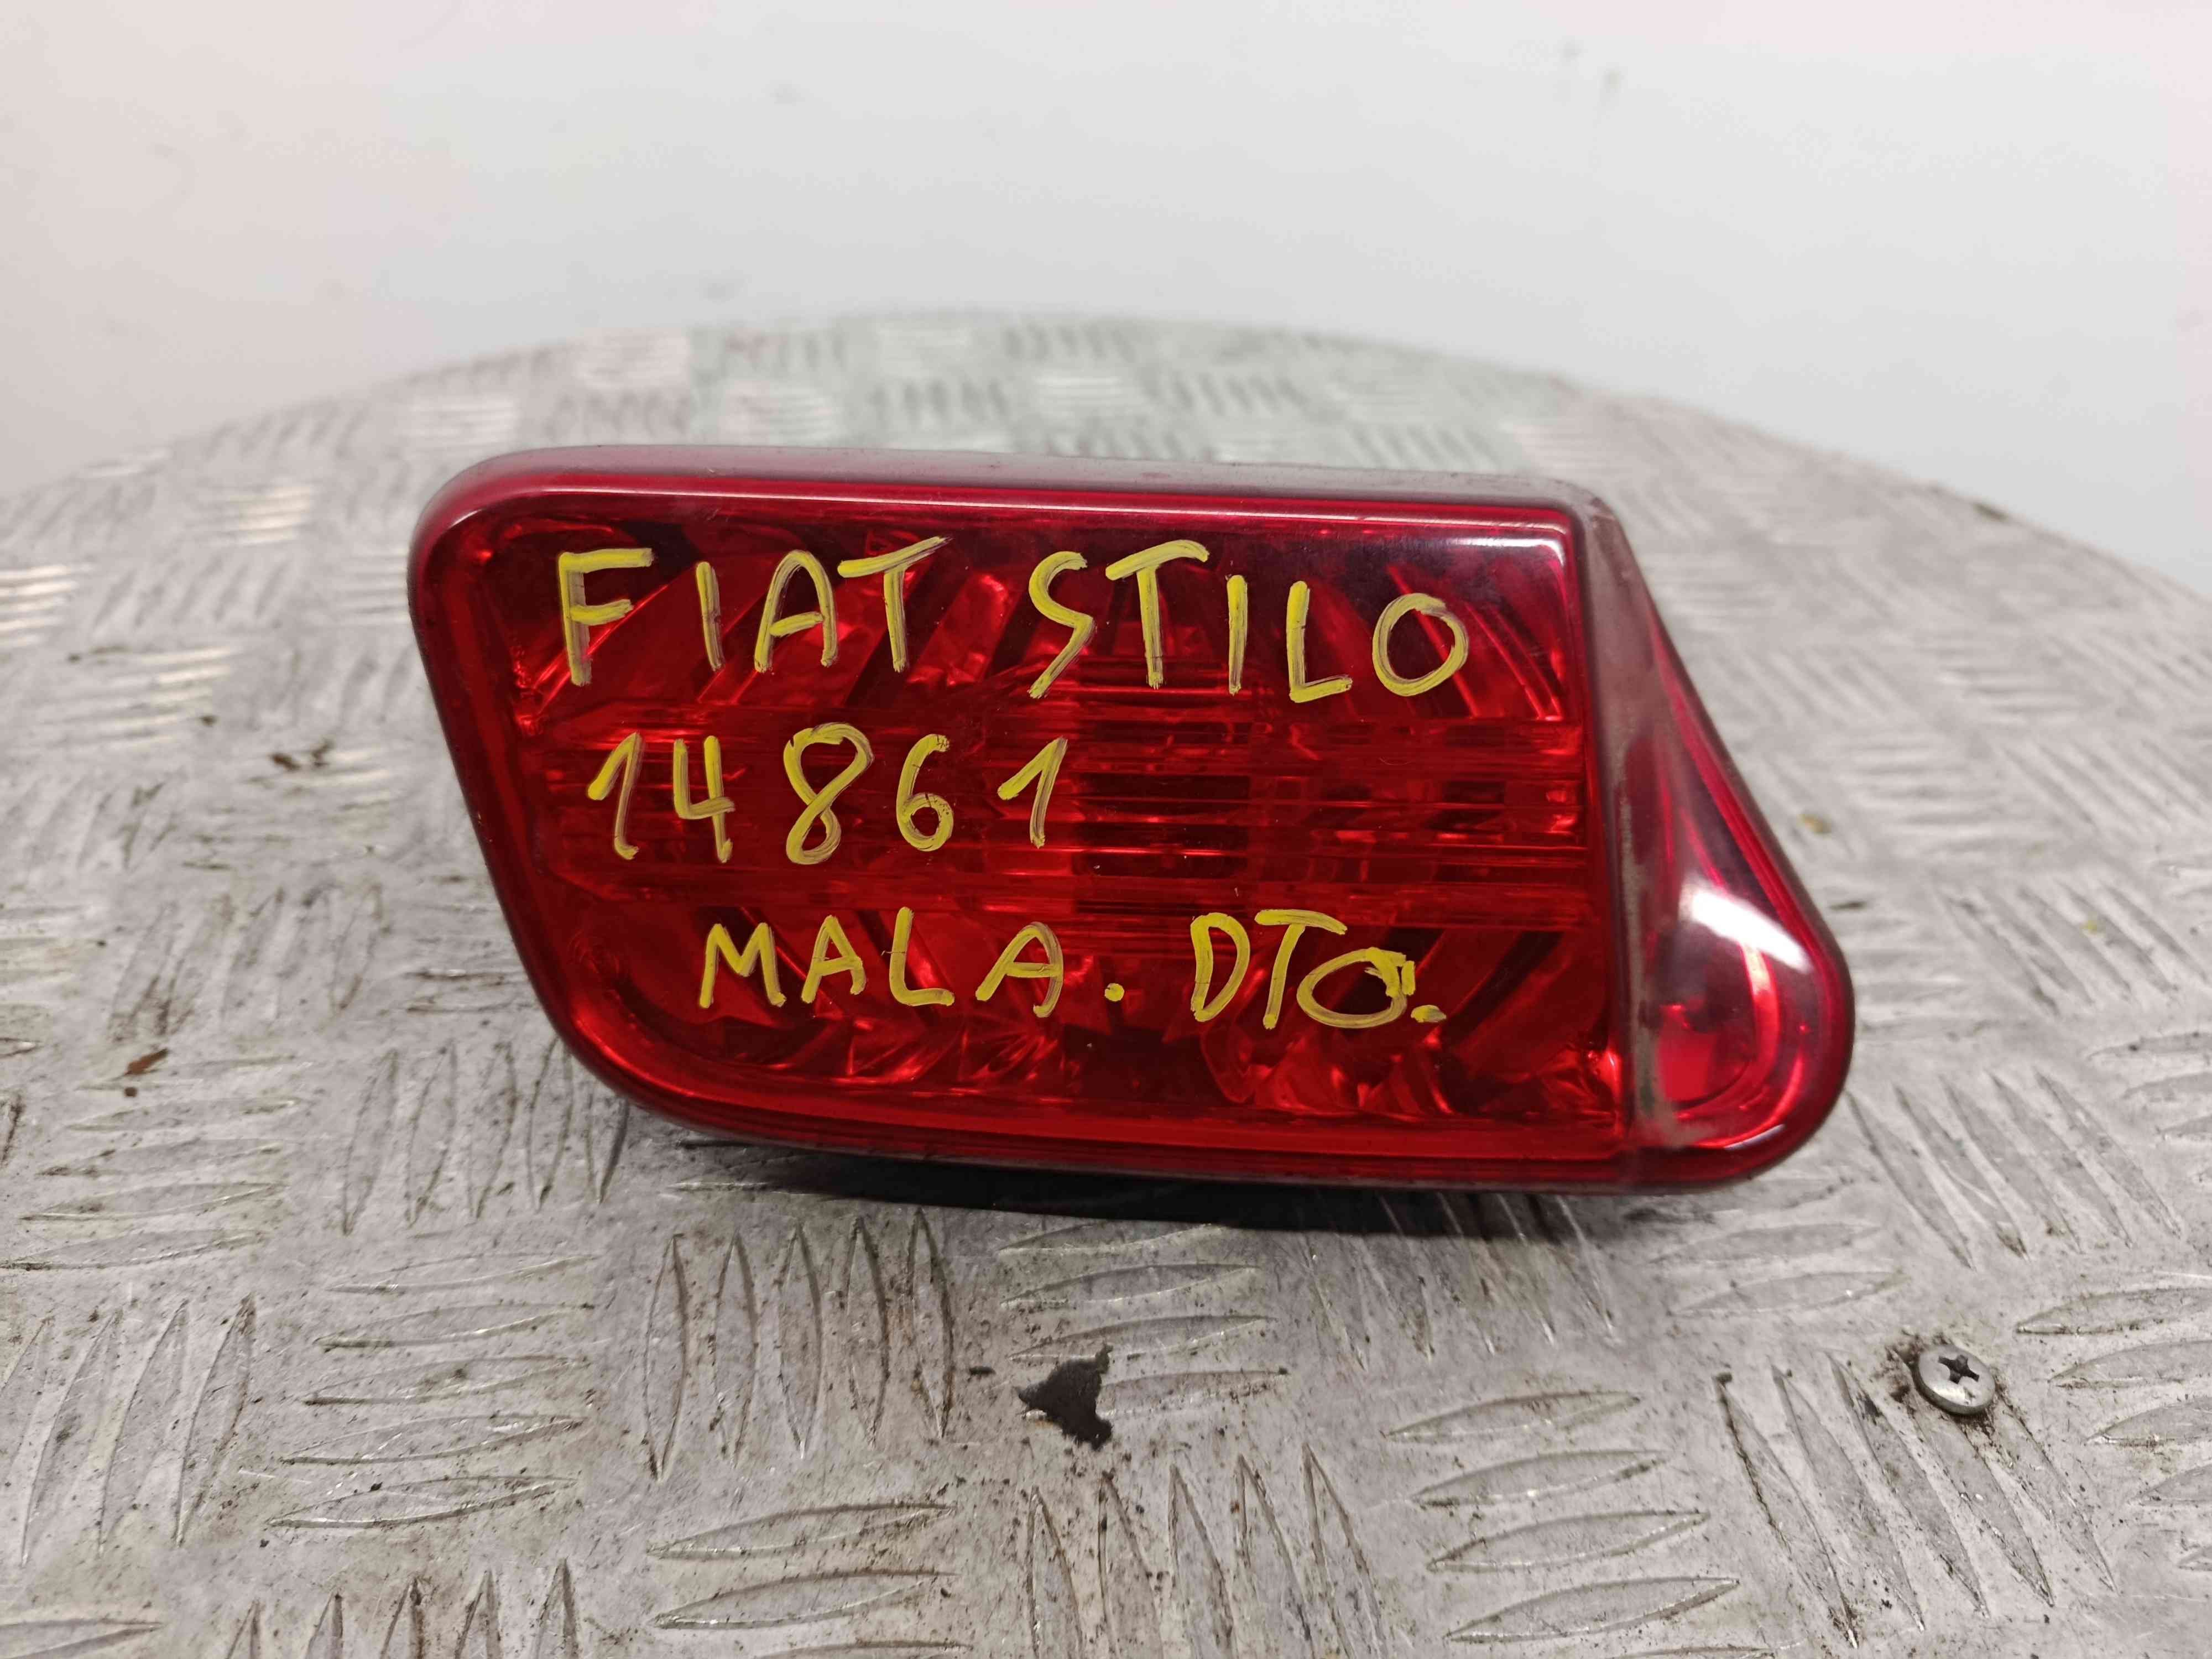 FIAT STILO
14861
MALA. DTO.